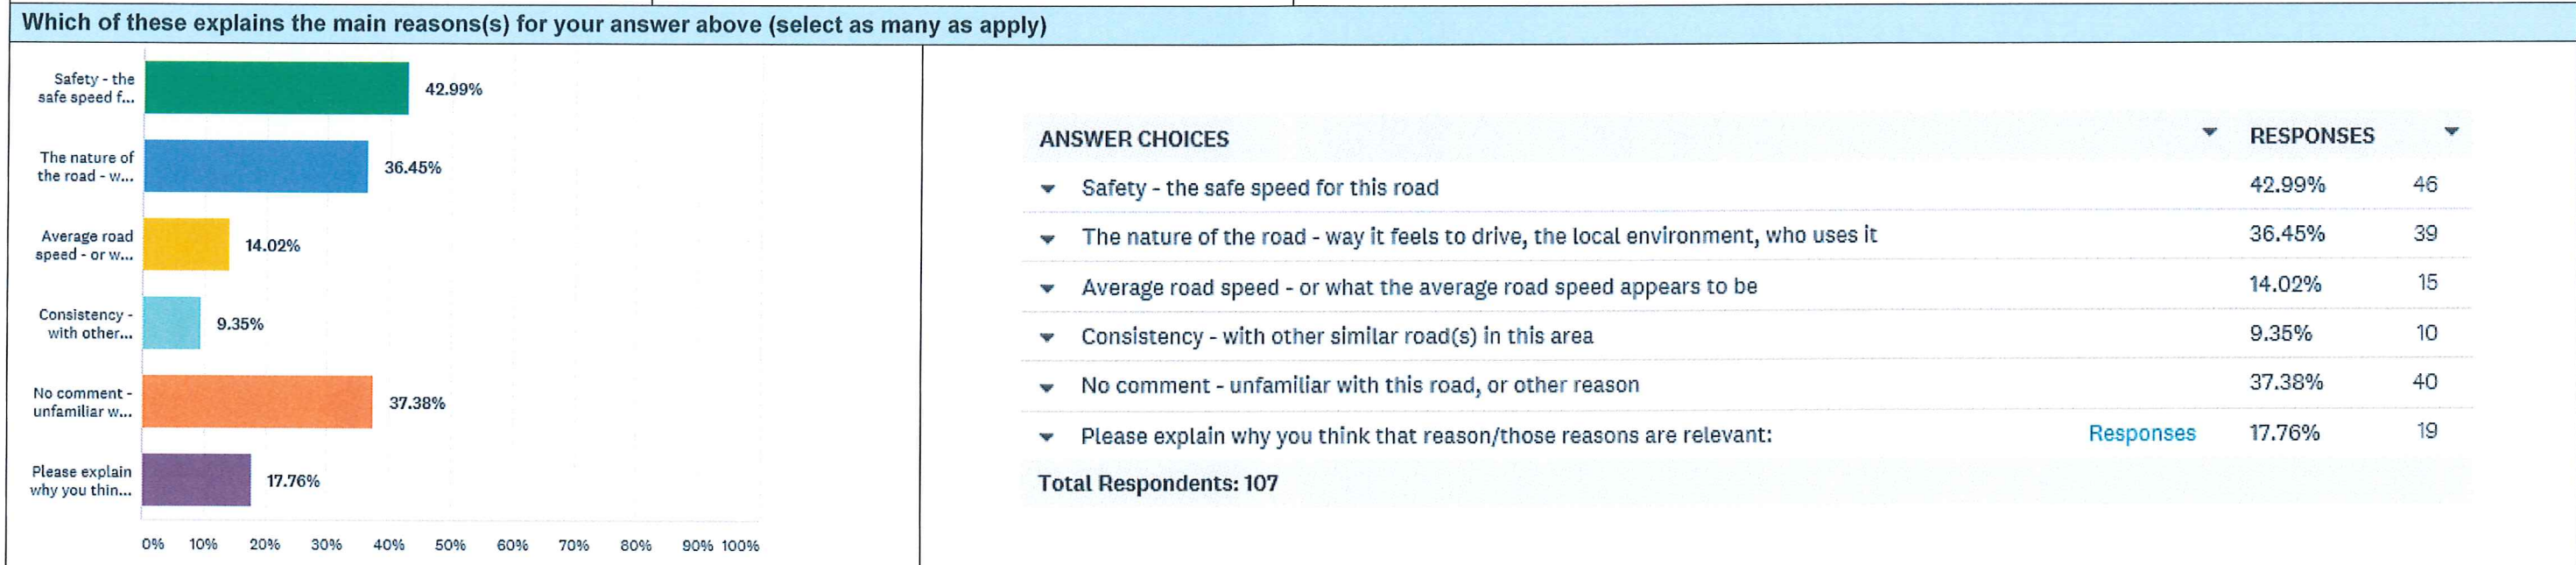 Which of these explains the main reasons(s) for your answer above (select as many as apply)
Safety - the
safe speed f...
42.99%
The nature of
the road - w...
36.45%
Average road
speed - or w...
14.02%
Consistency -
with other...
9.35%
No comment -
unfamiliar w...
37.38%
Please explain
why you thin...
17.76%
0% 10% 20% 30% 40% 50% 60% 70% 80% 90% 100%
ANSWER CHOICES RESPONSES
Safety - the safe speed for this road 42.99% 46
The nature of the road - way it feels to drive, the local environment, who uses it 36.45% 39
Average road speed - or what the average road speed appears to be 14.02% 15
Consistency - with other similar road(s) in this area 9.35% 10
No comment - unfamiliar with this road, or other reason 37.38% 40
Please explain why you think that reason/those reasons are relevant: Responses 17.76% 19
Total Respondents: 107